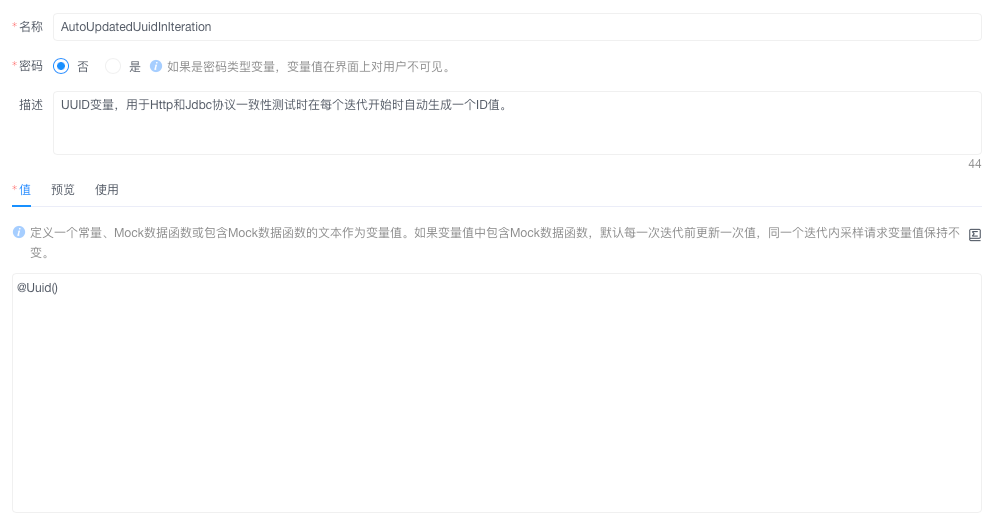 *名称 AutoUpdatedUuidInIteration
*密码 否 是 i 如果是密码类型变量，变量值在界面上对用户不可见。
描述 UUID变量，用于Http和Jdbc协议一致性测试时在每个迭代开始时自动生成一个ID值。
44
*值 预览 使用
i 定义一个常量、Mock数据函数或包含Mock数据函数的文本作为变量值。如果变量值中包含Mock数据函数，默认每一次迭代前更新一次值，同一个迭代内采样请求变量值保持不
变。
@Uuid()